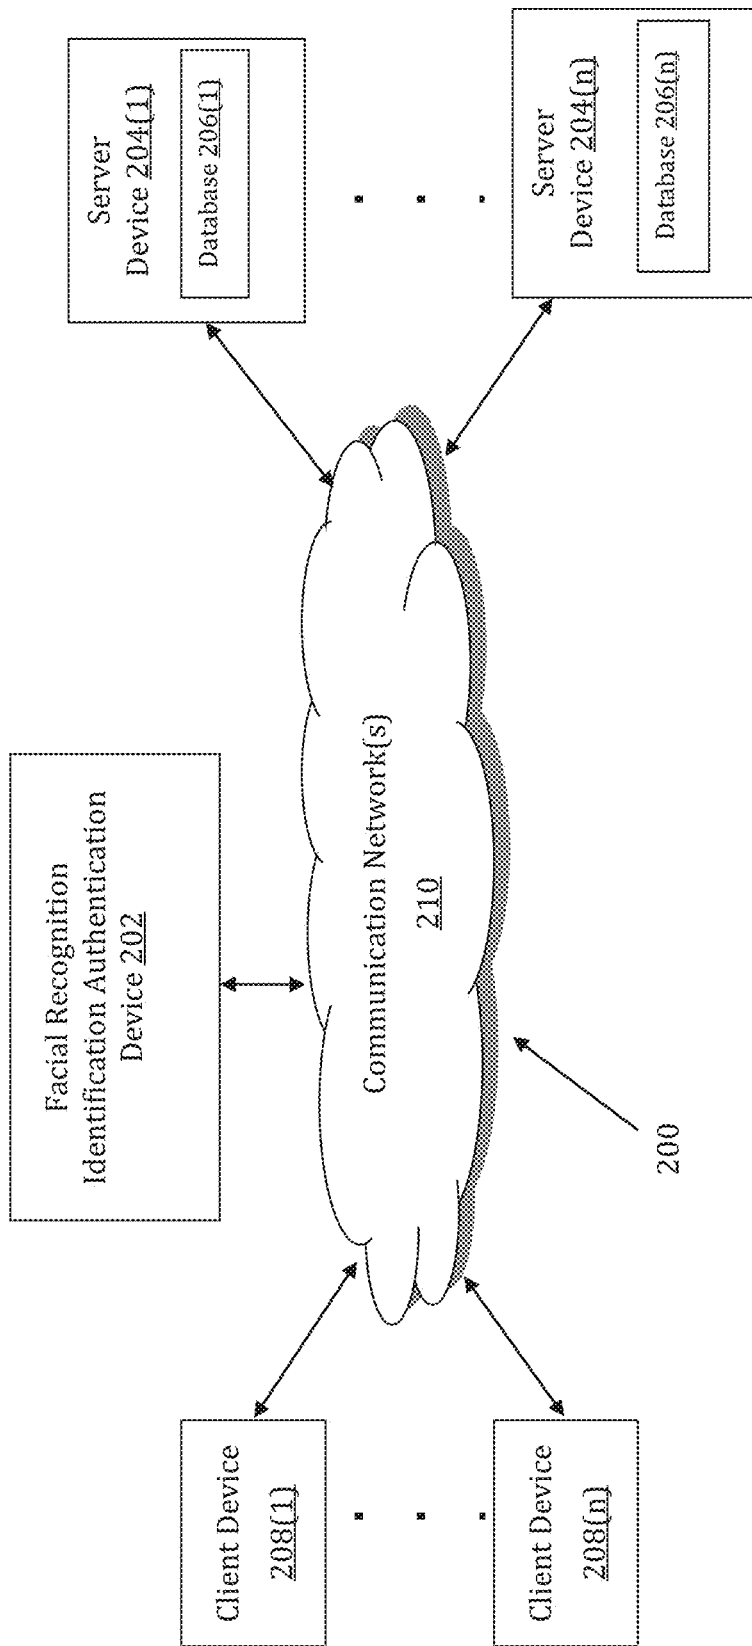 Facial Recognition
Identification Authentication
Device 202
Client Device
208(1)
Client Device
208(n)
Communication Network(s)
210
200
Server
Device 204(1)
Database 206(1)
Server
Device 204(n)
Database 206(n)